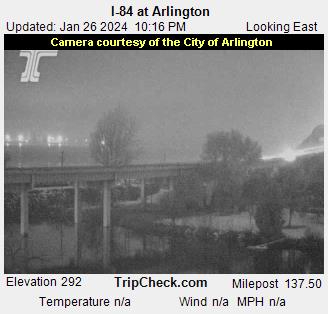 I-84 at Arlington
Updated: Jan 26 2024 10:16 PM Looking East
Camera courtesy of the City of Arlington
Elevation 292 TripCheck.com Milepost 137.50
Temperature n/a Wind n/a MPH n/a